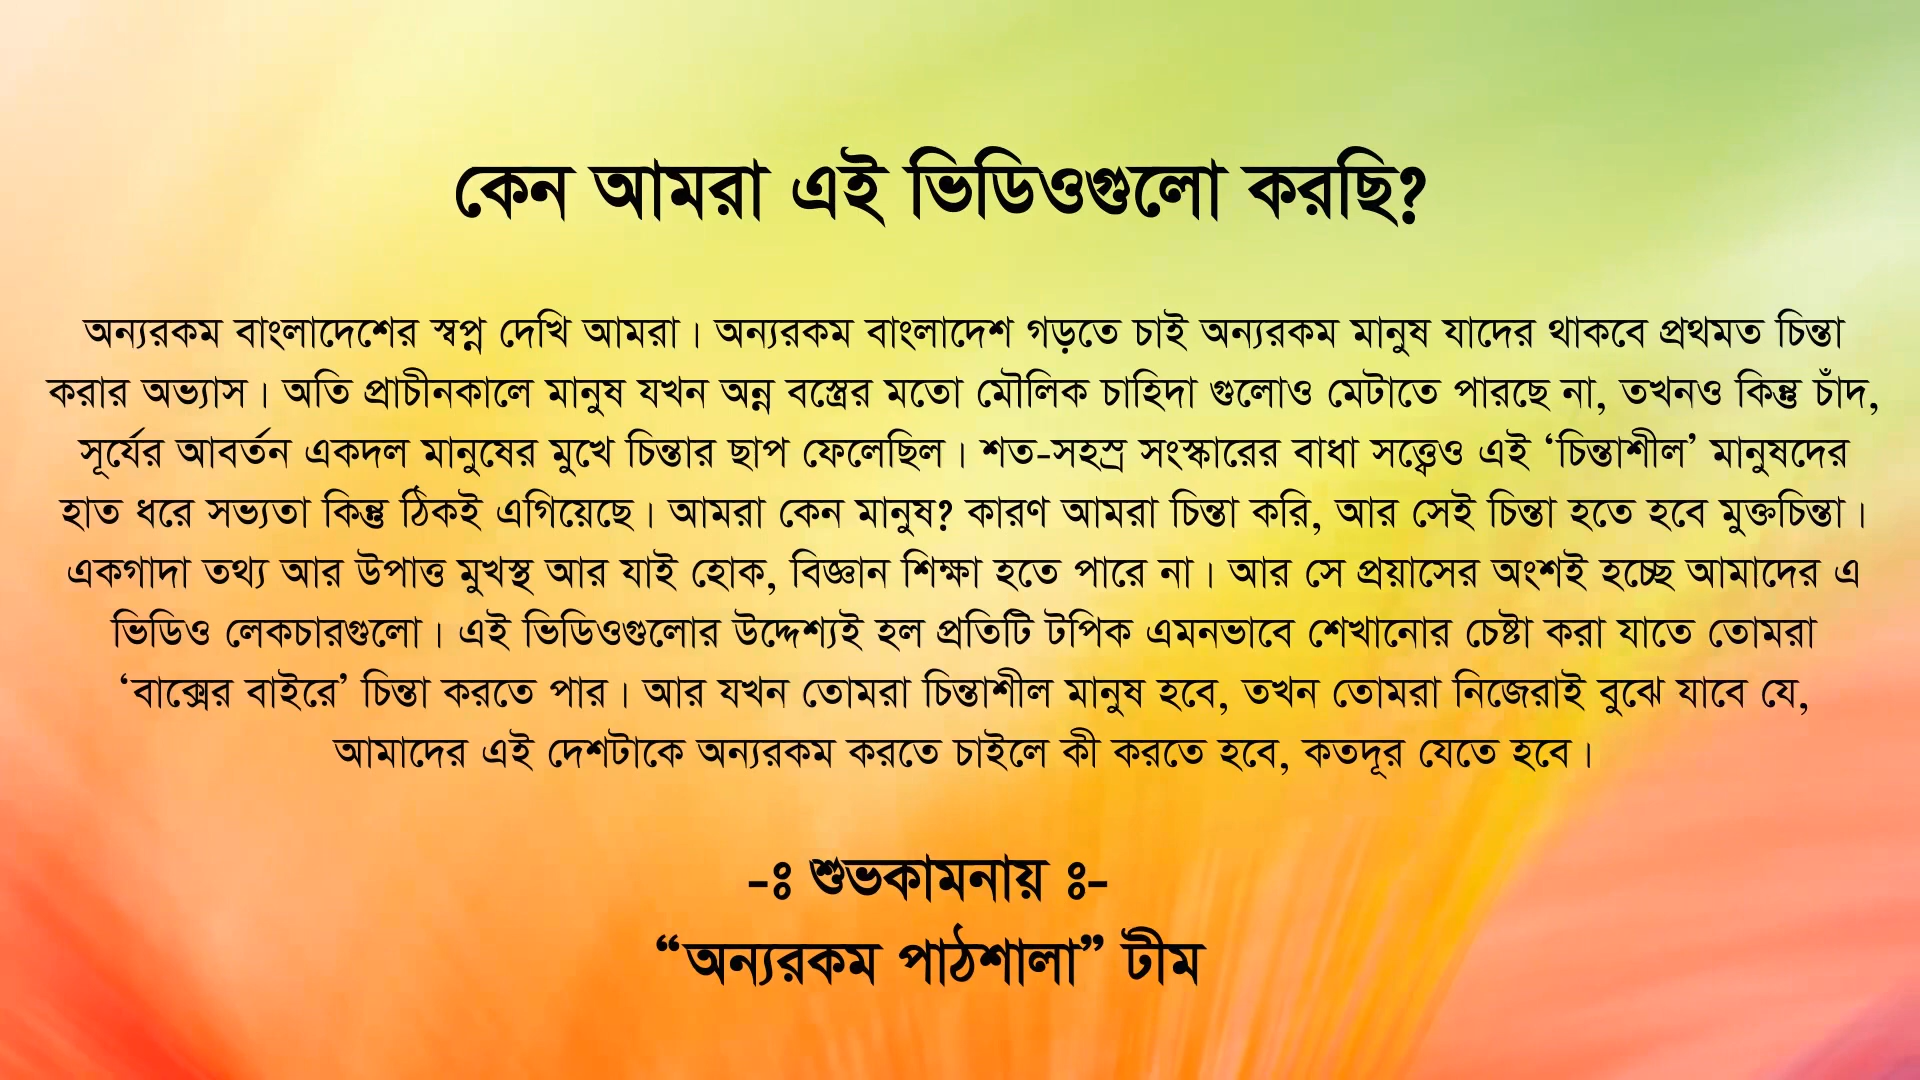 কেন আমরা এই ভিডিওগুলো করছি?
অন্যরকম বাংলাদেশের স্বপ্ন দেখি আমরা। অন্যরকম বাংলাদেশ গড়তে চাই অন্যরকম মানুষ যাদের থাকবে প্রথমত চিন্তা
করার অভ্যাস। অতি প্রাচীনকালে মানুষ যখন অন্ন বস্ত্রের মতো মৌলিক চাহিদা গুলোও মেটাতে পারছে না, তখনও কিন্তু চাঁদ,
সূর্যের আবর্তন একদল মানুষের মুখে চিন্তার ছাপ ফেলেছিল। শত-সহস্র সংস্কারের বাধা সত্ত্বেও এই ‘চিন্তাশীল’ মানুষদের
হাত ধরে সভ্যতা কিন্তু ঠিকই এগিয়েছে। আমরা কেন মানুষ? কারণ আমরা চিন্তা করি, আর সেই চিন্তা হতে হবে মুক্তচিন্তা।
একগাদা তথ্য আর উপাত্ত মুখস্থ আর যাই হোক, বিজ্ঞান শিক্ষা হতে পারে না। আর সে প্রয়াসের অংশই হচ্ছে আমাদের এ
ভিডিও লেকচারগুলো। এই ভিডিওগুলোর উদ্দেশ্যই হল প্রতিটি টপিক এমনভাবে শেখানোর চেষ্টা করা যাতে তোমরা
‘বাক্সের বাইরে’ চিন্তা করতে পার। আর যখন তোমরা চিন্তাশীল মানুষ হবে, তখন তোমরা নিজেরাই বুঝে যাবে যে,
আমাদের এই দেশটাকে অন্যরকম করতে চাইলে কী করতে হবে, কতদূর যেতে হবে।
-ঃ শুভকামনায় ঃ-
“অন্যরকম পাঠশালা” টীম